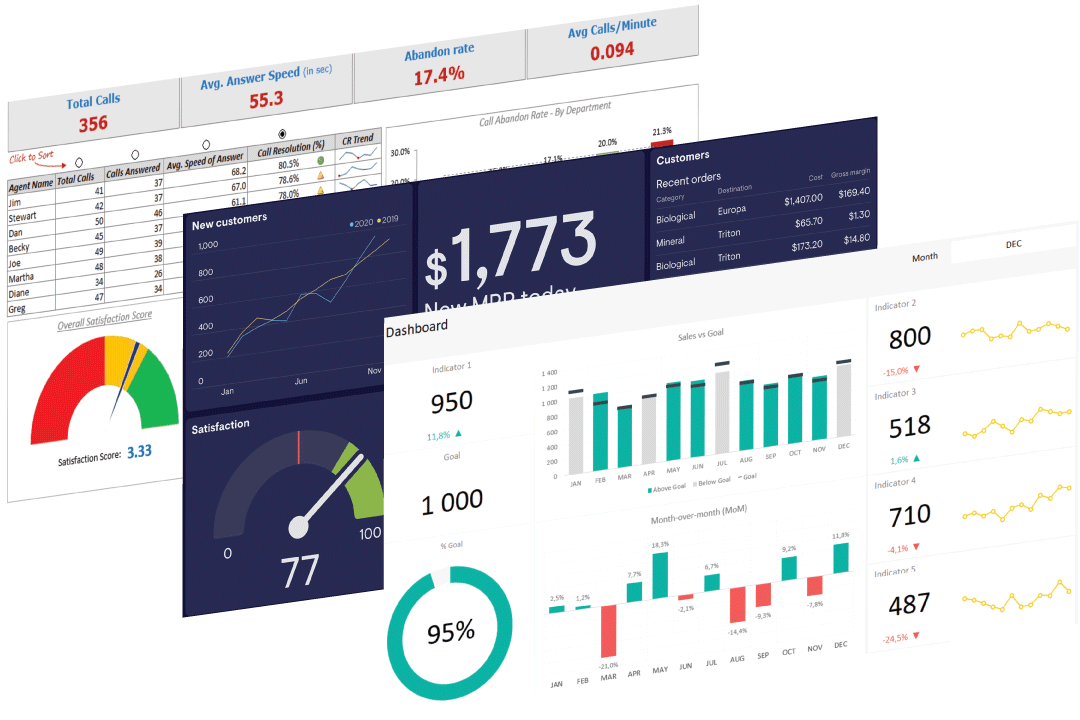 Total Calls
356
Avg. Answer Speed (in sec)
55.3
Abandon rate
17.4%
Avg Calls/Minute
0.094
Click to Sort
Agent Name Total Calls Calls Answered Avg. Speed of Answer Call Resolution (%) CR Trend
Jim 41 37 68.2 80.5%
Stewart 42 37 67.0 78.6%
Dan 50 46 61.1 78.0%
Becky 45 37
Joe 49 39
Martha 48 38
Diane 34 26
Greg 47 34
Call Abandon Rate - By Department
30.0%
17.1%
20.0%
21.3%
Overall Satisfaction Score
Satisfaction Score: 3.33
New customers
2020 2019
1,000
800
600
400
200
0
Jan Jun Nov
$1,773
New MRR today
Customers
Recent orders
Category Destination Cost Gross margin
Biological Europa $1,407.00 $169.40
Mineral Triton $65.70 $1.30
Biological Triton $173.20 $14.80
Satisfaction
0
100
77
Dashboard
Month DEC
Indicator 1
950
11,8%
Goal
1 000
% Goal
95%
Sales vs Goal
1 400
1 200
1 000
800
600
400
200
0
JAN FEB MAR APR MAY JUN JUL AUG SEP OCT NOV DEC
Above Goal Below Goal Goal
Month-over-month (MoM)
2,5% 1,2% -21,0% 7,7% 18,3% -2,1% 6,7% -14,4% -9,3% 9,2% -7,8% 11,8%
JAN FEB MAR APR MAY JUN JUL AUG SEP OCT NOV DEC
Indicator 2
800
-15,0%
Indicator 3
518
1,6%
Indicator 4
710
-4,1%
Indicator 5
487
-24,5%